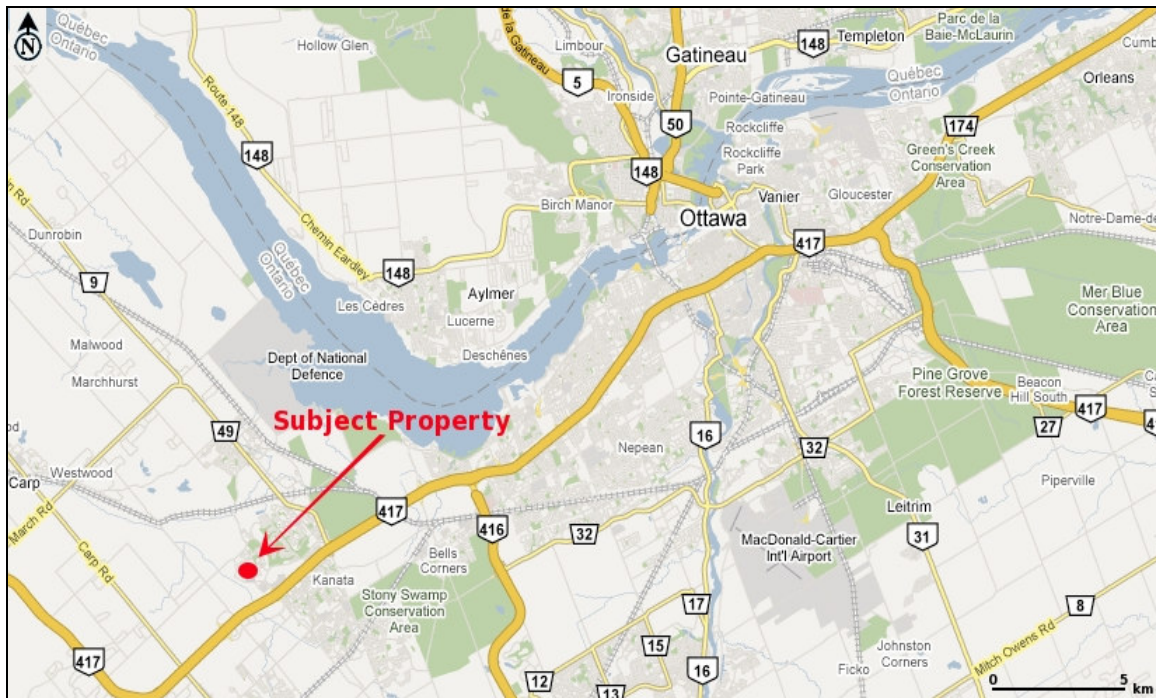 N
Québec
Ontario
Hollow Glen
de la Gatineau
Limbour
5
Ironside
Gatineau
148
Templeton
Parc de la
Baie-McLaurin
Québec
Ontario
Orleans
Route 148
148
50
Pointe-Gatineau
Rockcliffe
Rockcliffe
Park
174
Green's Creek
Conservation
Area
148
Birch Manor
Ottawa
Vanier
Gloucester
417
Notre-Dame-de-
Dunrobin
9
Chemin Eardley
Québec
Ontario
148
Les Cèdres
Aylmer
Lucerne
Deschênes
Mer Blue
Conservation
Area
Malwood
Marchhurst
Dept of National
Defence
Pine Grove
Forest Reserve
Beacon
Hill South
417
27
Subject Property
49
Nepean
16
32
Westwood
Carp
March Rd
Carp Rd
417
416
32
Piperville
Leitrim
31
MacDonald-Cartier
Int'l Airport
Bells
Corners
Kanata
Stony Swamp
Conservation
Area
17
15
8
Mitch Owens Rd
417
12
13
16
Johnston
Corners
Ficko
0
5
km